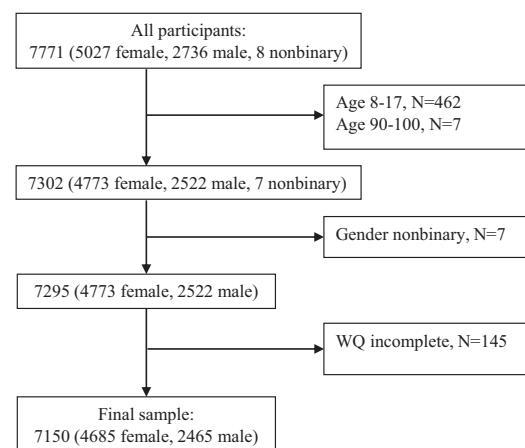 All participants:
7771 (5027 female, 2736 male, 8 nonbinary)
Age 8-17, N=462
Age 90-100, N=7
7302 (4773 female, 2522 male, 7 nonbinary)
Gender nonbinary, N=7
7295 (4773 female, 2522 male)
WQ incomplete, N=145
Final sample:
7150 (4685 female, 2465 male)